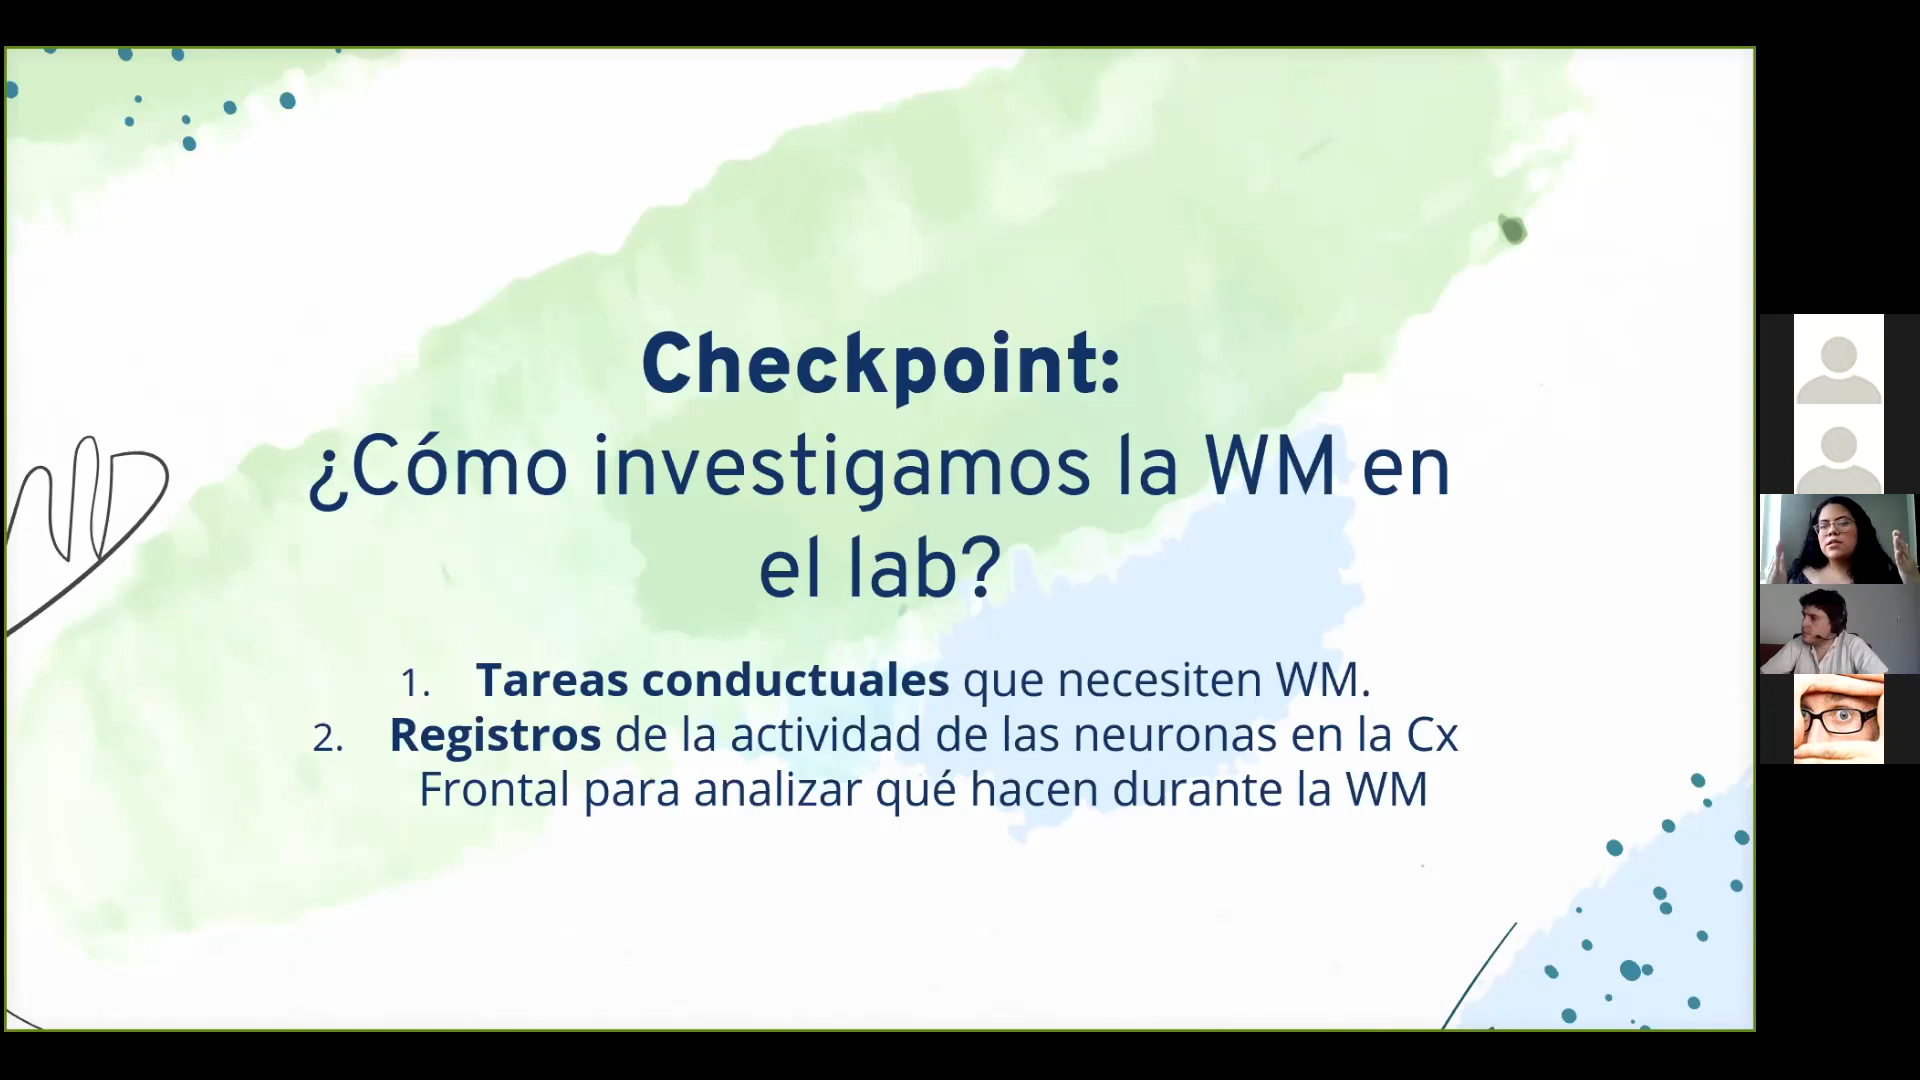 Checkpoint:
¿Cómo investigamos la WM en
el lab?
1. Tareas conductuales que necesiten WM.
2. Registros de la actividad de las neuronas en la Cx
Frontal para analizar qué hacen durante la WM